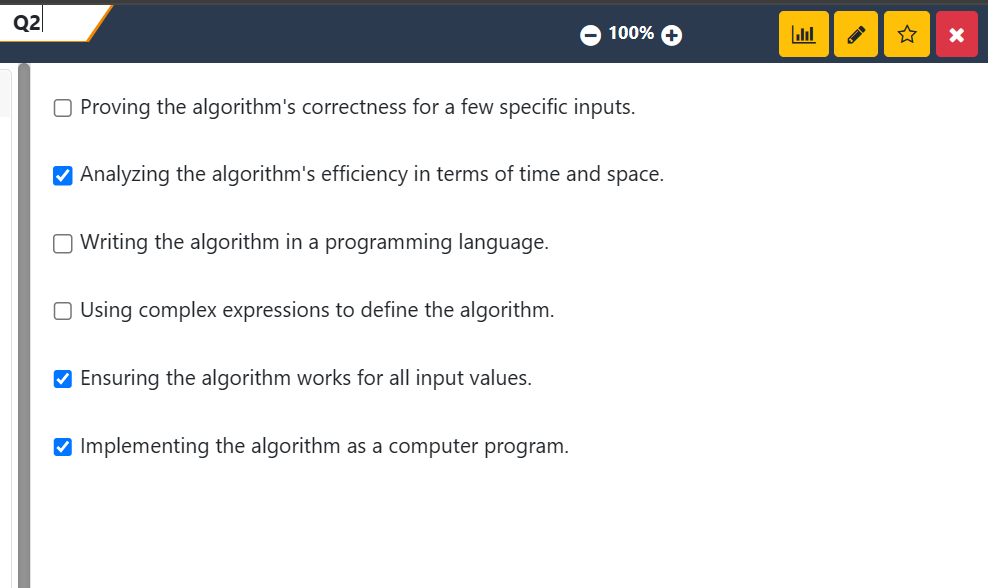 Q2
100%
Proving the algorithm's correctness for a few specific inputs.
Analyzing the algorithm's efficiency in terms of time and space.
Writing the algorithm in a programming language.
Using complex expressions to define the algorithm.
Ensuring the algorithm works for all input values.
Implementing the algorithm as a computer program.